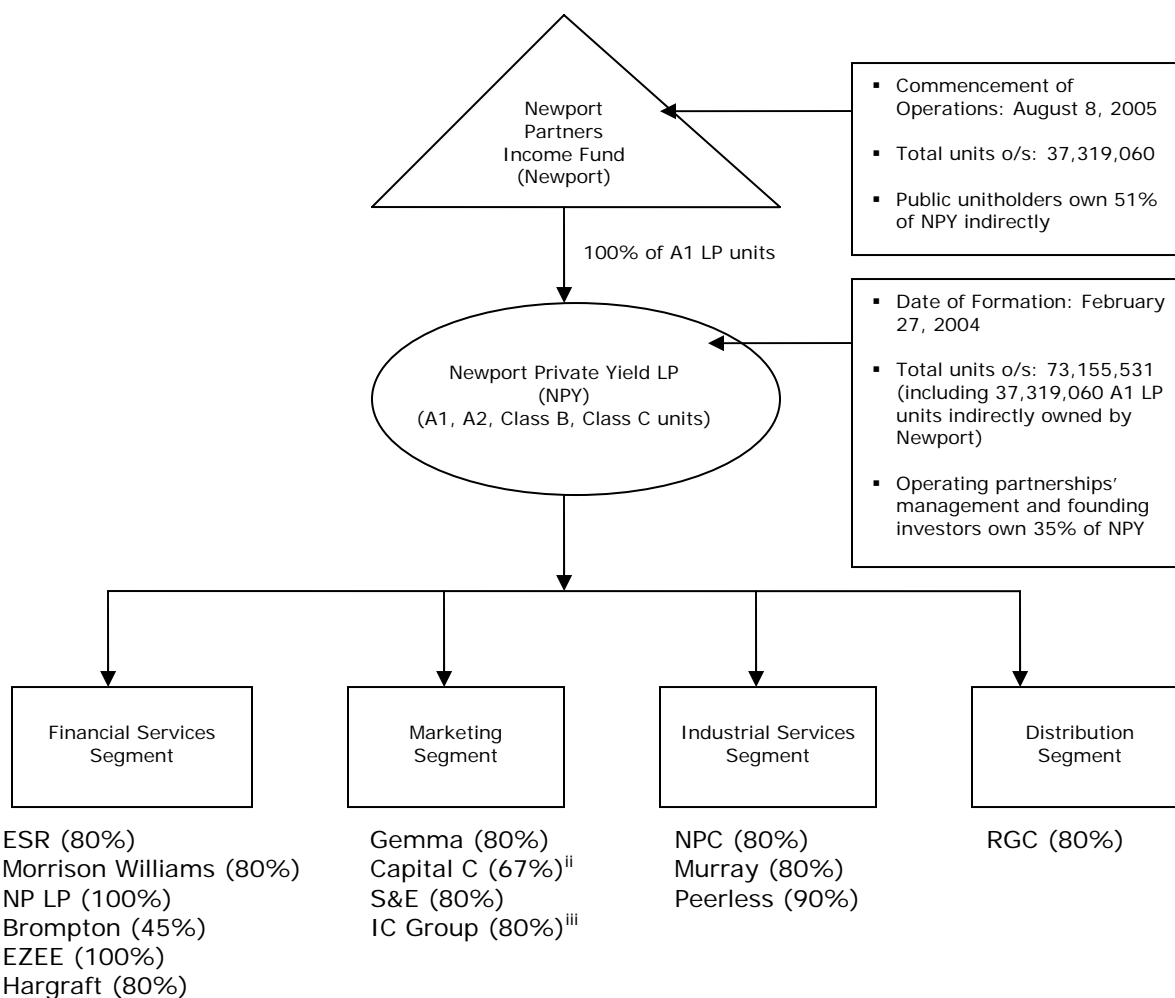 Newport
Partners
Income Fund
(Newport)
▪ Commencement of
Operations: August 8, 2005
▪ Total units o/s: 37,319,060
▪ Public unitholders own 51%
of NPY indirectly
100% of A1 LP units
Newport Private Yield LP
(NPY)
(A1, A2, Class B, Class C units)
▪ Date of Formation: February
27, 2004
▪ Total units o/s: 73,155,531
(including 37,319,060 A1 LP
units indirectly owned by
Newport)
▪ Operating partnerships’
management and founding
investors own 35% of NPY
Financial Services
Segment
ESR (80%)
Morrison Williams (80%)
NP LP (100%)
Brompton (45%)
EZEE (100%)
Hargraft (80%)
Marketing
Segment
Gemma (80%)
Capital C (67%)ii
S&E (80%)
IC Group (80%)iii
Industrial Services
Segment
NPC (80%)
Murray (80%)
Peerless (90%)
Distribution
Segment
RGC (80%)